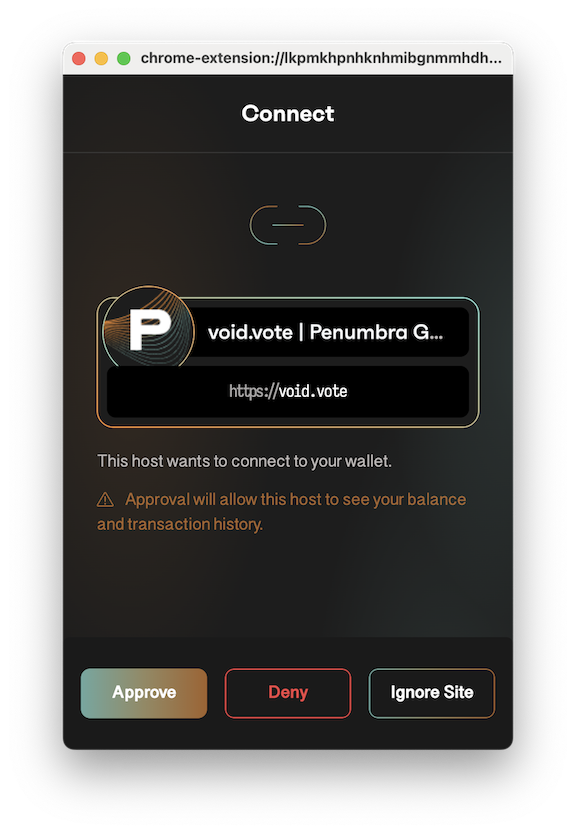 chrome-extension://lkpmkhpnhknhmibgnmmhdh...
Connect
P
void.vote | Penumbra G...
https://void.vote
This host wants to connect to your wallet.
Approval will allow this host to see your balance
and transaction history.
Approve
Deny
Ignore Site